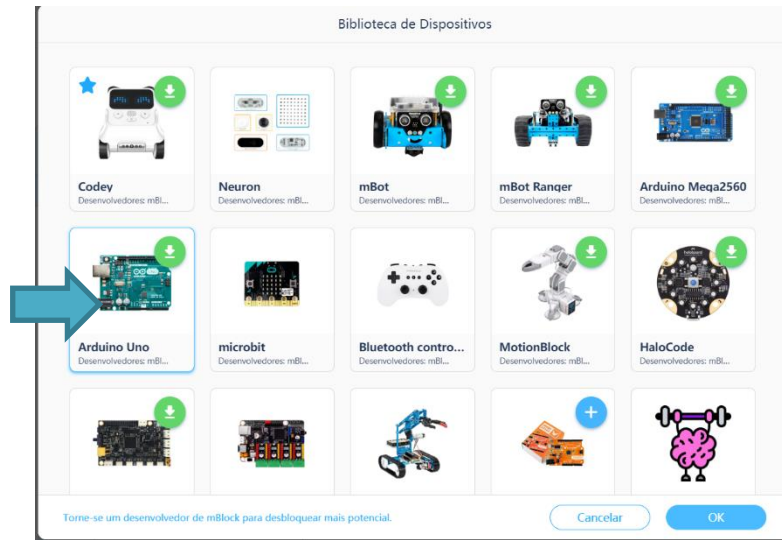 Biblioteca de Dispositivos
Codey
Desenvolvedores: mBl...
Neuron
Desenvolvedores: mBl...
mBot
Desenvolvedores: mBl...
mBot Ranger
Desenvolvedores: mBl...
Arduino Mega2560
Desenvolvedores: mBl...
Arduino Uno
Desenvolvedores: mBl...
microbit
Desenvolvedores: mBl...
Bluetooth contro...
Desenvolvedores: mBl...
MotionBlock
Desenvolvedores: mBl...
HaloCode
Desenvolvedores: mBl...
Torne-se um desenvolvedor de mBlock para desbloquear mais potencial.
Cancelar
OK